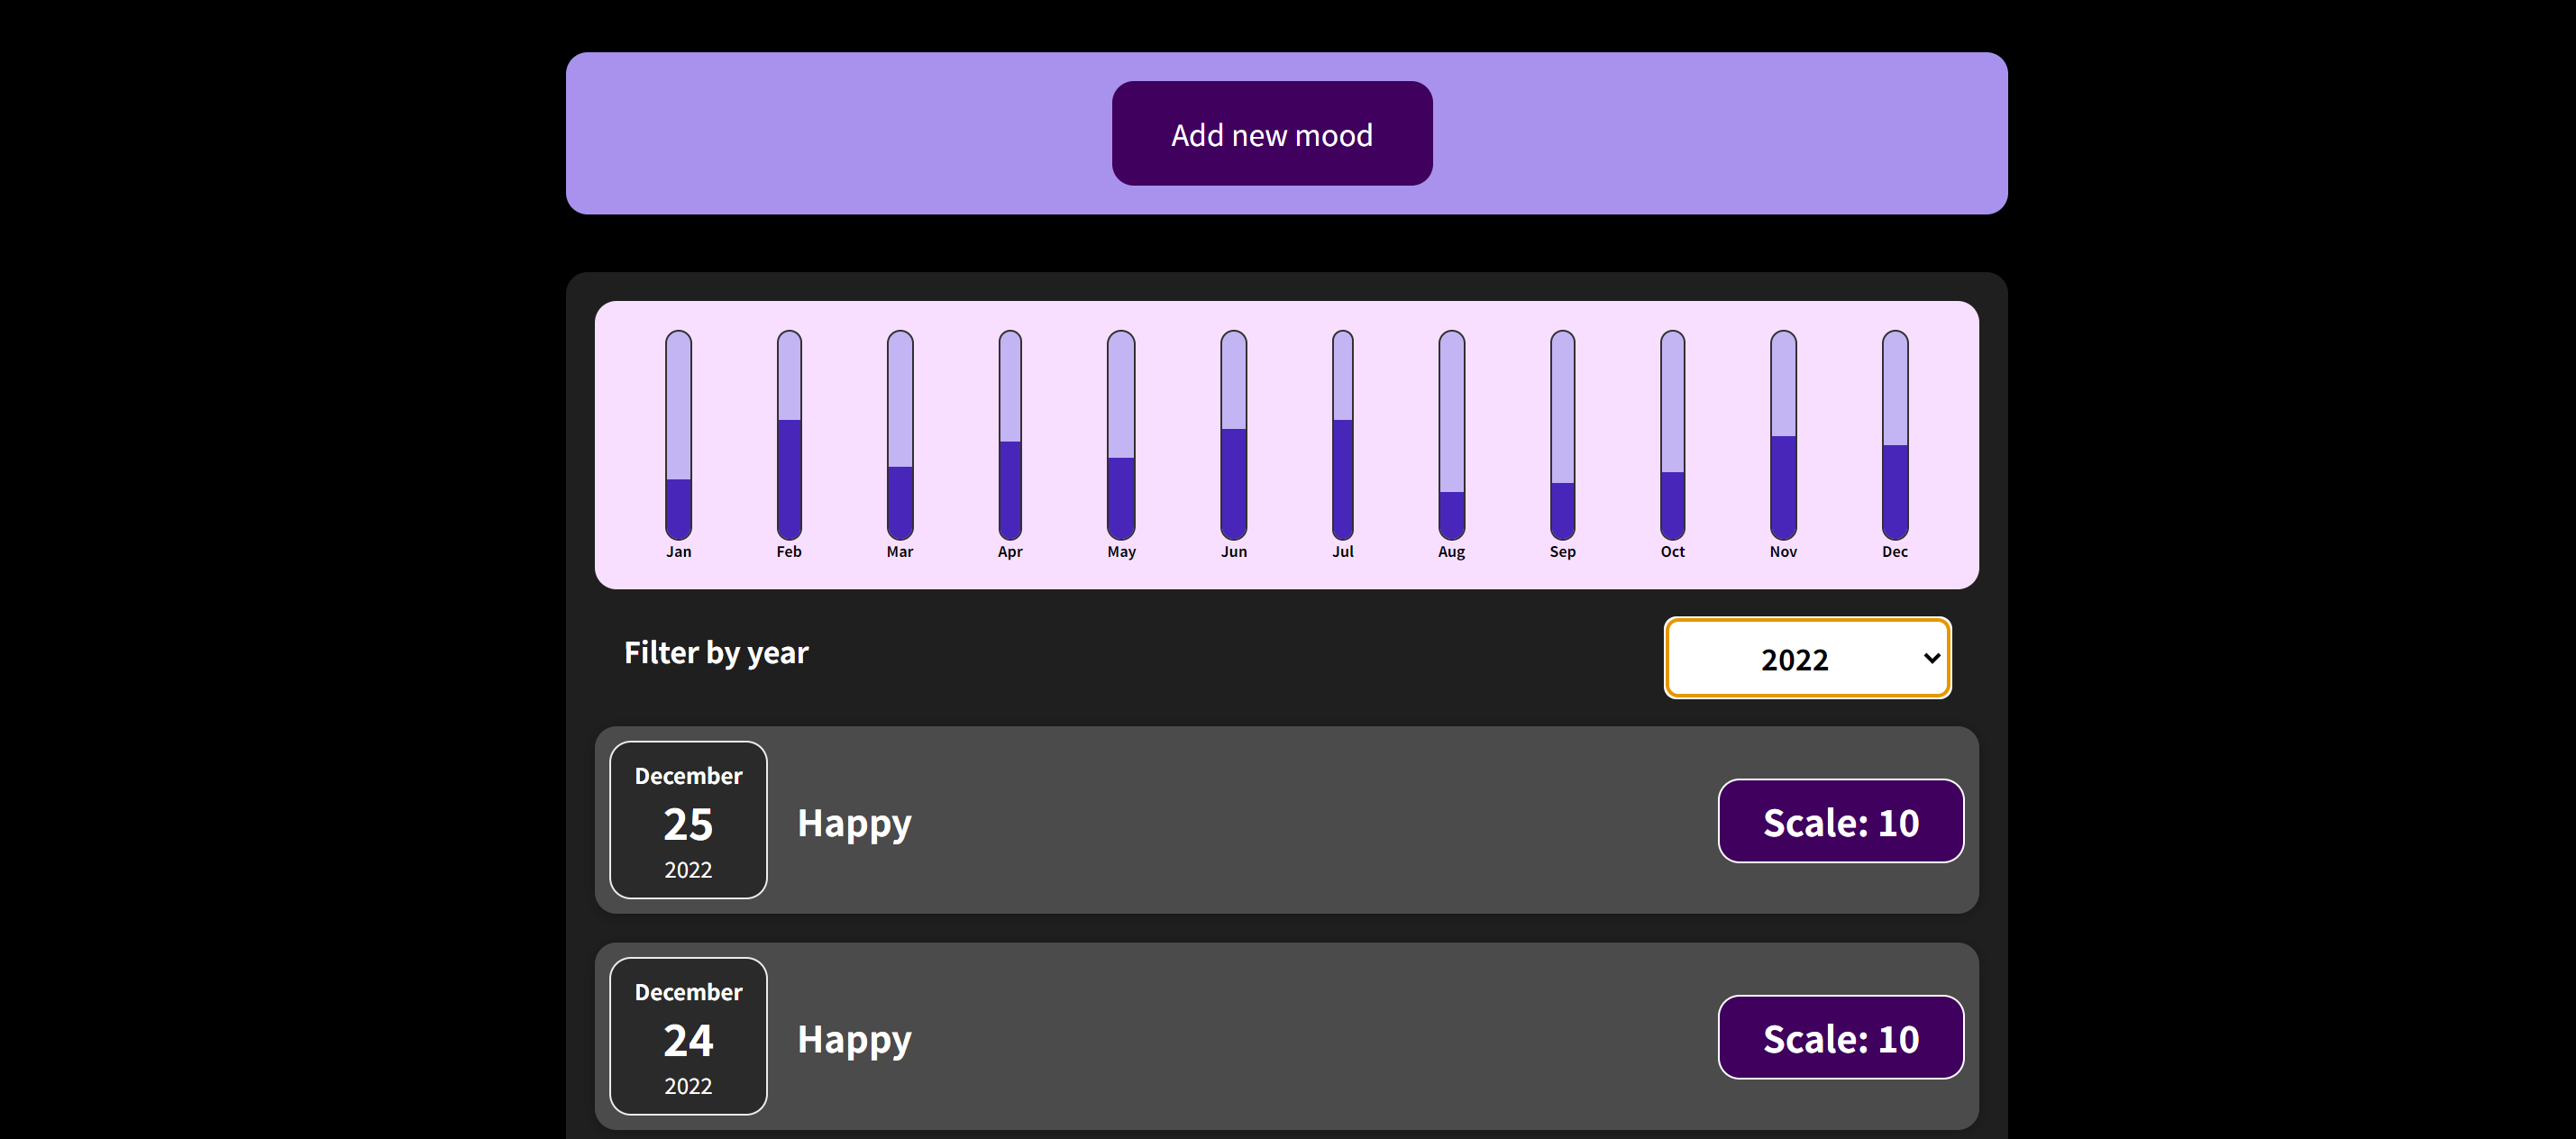 Add new mood
Jan Feb Mar Apr May Jun Jul Aug Sep Oct Nov Dec
Filter by year
2022
December
25
2022
Happy
Scale: 10
December
24
2022
Happy
Scale: 10